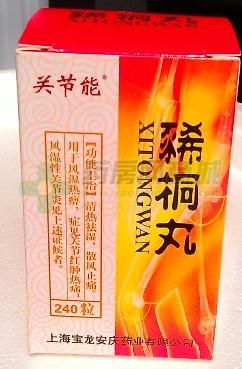 关节能®
豨桐丸
XITONGWAN
【功能主治】清热祛湿，散风止痛。
用于风湿热痹，症见关节红肿热痛，
风湿性关节炎见上述证候者。
240粒
上海宝龙安庆药业有限公司